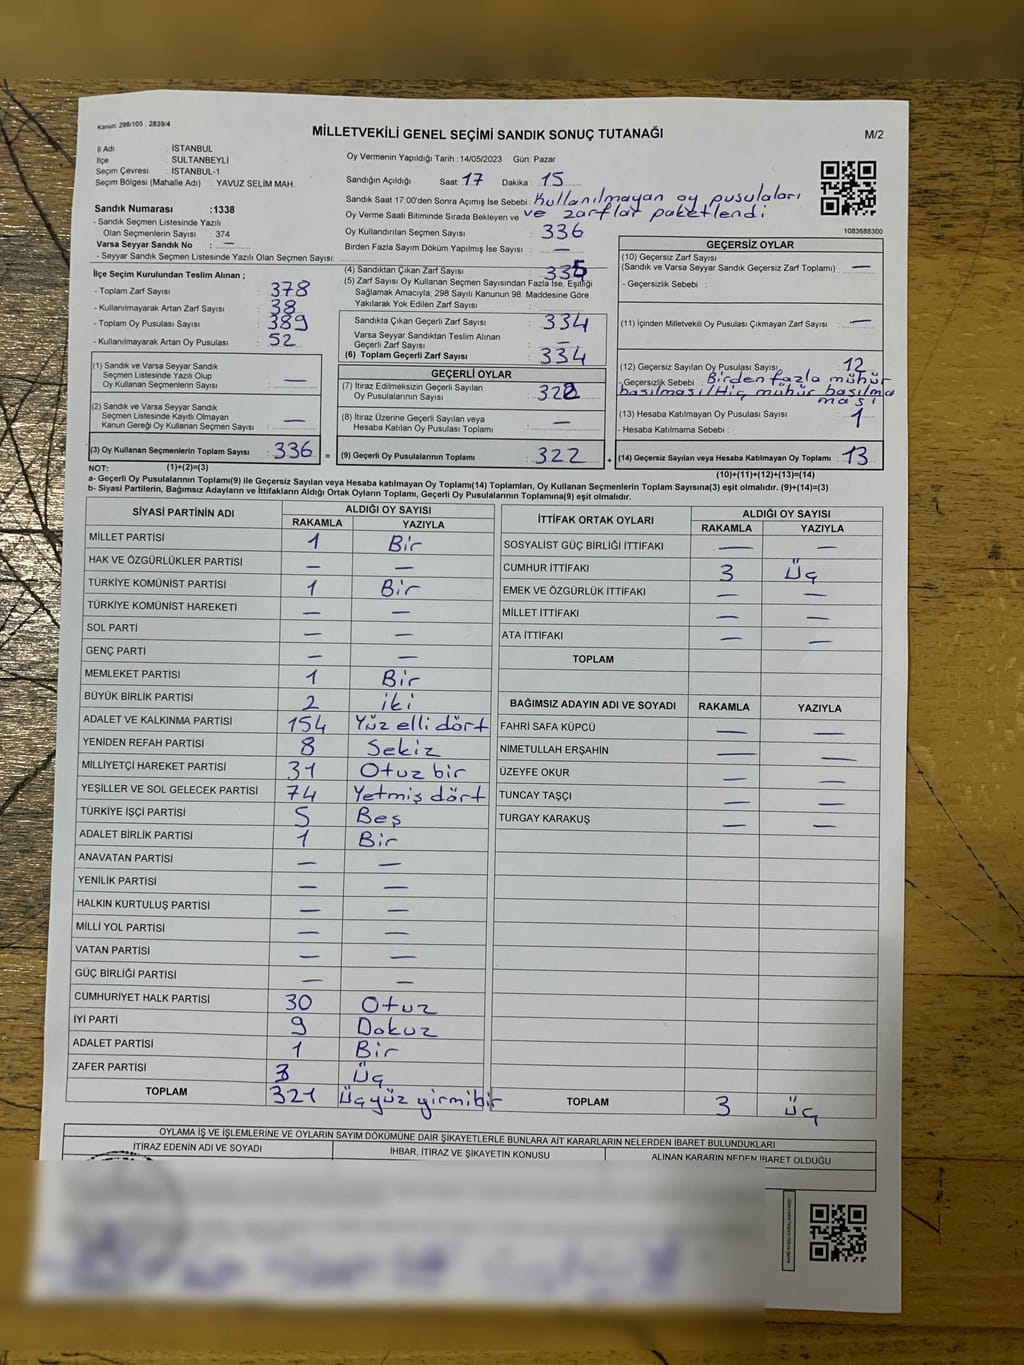 Kanun: 298/105 , 2839/4
MİLLETVEKİLİ GENEL SEÇİMİ SANDIK SONUÇ TUTANAĞI
M/2
İl Adı : İSTANBUL
İlçe : SULTANBEYLİ
Seçim Çevresi : İSTANBUL-1
Seçim Bölgesi (Mahalle Adı) : YAVUZ SELİM MAH.
Sandık Numarası :1338
- Sandık Seçmen Listesinde Yazılı
Olan Seçmenlerin Sayısı : 374
Varsa Seyyar Sandık No : —
- Seyyar Sandık Seçmen Listesinde Yazılı Olan Seçmen Sayısı:
Oy Vermenin Yapıldığı Tarih :14/05/2023 Gün: Pazar
Sandığın Açıldığı Saat: 17 Dakika : 15
Sandık Saat 17:00'den Sonra Açımış İse Sebebi : Kullanılmayan oy pusulaları
Oy Verme Saati Bitiminde Sırada Bekleyen ve ve zarflar paketlendi
Oy Kullandırılan Seçmen Sayısı : 336
Birden Fazla Sayım Döküm Yapılmış İse Sayısı : —
1083688300
İlçe Seçim Kurulundan Teslim Alınan ;
- Toplam Zarf Sayısı : 378
- Kullanılmayarak Artan Zarf Sayısı : 38
- Toplam Oy Pusulası Sayısı : 389
- Kullanılmayarak Artan Oy Pusulası : 52
(1) Sandık ve Varsa Seyyar Sandık
Seçmen Listesinde Yazılı Olup
Oy Kullanan Seçmenlerin Sayısı : —
(2) Sandık ve Varsa Seyyar Sandık
Seçmen Listesinde Kayıtlı Olmayan
Kanun Gereği Oy Kullanan Seçmen Sayısı : —
(3) Oy Kullanan Seçmenlerin Toplam Sayısı : 336 =
(4) Sandıktan Çıkan Zarf Sayısı : 335
(5) Zarf Sayısı Oy Kullanan Seçmen Sayısından Fazla İse, Eşitliği
Sağlamak Amacıyla; 298 Sayılı Kanunun 98. Maddesine Göre
Yakılarak Yok Edilen Zarf Sayısı :
Sandıkta Çıkan Geçerli Zarf Sayısı : 334
Varsa Seyyar Sandıktan Teslim Alınan
Geçerli Zarf Sayısı : —
(6) Toplam Geçerli Zarf Sayısı : 334
GEÇERLİ OYLAR
(7) İtiraz Edilmeksizin Geçerli Sayılan
Oy Pusulalarının Sayısı : 322
(8) İtiraz Üzerine Geçerli Sayılan veya
Hesaba Katılan Oy Pusulası Toplamı : —
(9) Geçerli Oy Pusulalarının Toplamı : 322 +
GEÇERSİZ OYLAR
(10) Geçersiz Zarf Sayısı
(Sandık ve Varsa Seyyar Sandık Geçersiz Zarf Toplamı) : —
- Geçersizlik Sebebi :
(11) İçinden Milletvekili Oy Pusulası Çıkmayan Zarf Sayısı : —
(12) Geçersiz Sayılan Oy Pusulası Sayısı : 12
- Geçersizlik Sebebi : Birden fazla mühür
basılması/Hiç mühür basılma
ması
(13) Hesaba Katılmayan Oy Pusulası Sayısı : 1
- Hesaba Katılmama Sebebi :
(14) Geçersiz Sayılan veya Hesaba Katılmayan Oy Toplamı : 13
NOT: (1)+(2)=(3)
(10)+(11)+(12)+(13)=(14)
a- Geçerli Oy Pusulalarının Toplamı(9) ile Geçersiz Sayılan veya Hesaba Katılmayan Oy Toplamı(14) Toplamları, Oy Kullanan Seçmenlerin Toplam Sayısına(3) eşit olmalıdır. (9)+(14)=(3)
b- Siyasi Partilerin, Bağımsız Adayların ve İttifakların Aldığı Ortak Oyların Toplamı, Geçerli Oy Pusulalarının Toplamına(9) eşit olmalıdır.
SİYASİ PARTİNİN ADI ALDIĞI OY SAYISI
RAKAMLA YAZIYLA
MİLLET PARTİSİ 1 Bir
HAK VE ÖZGÜRLÜKLER PARTİSİ — —
TÜRKİYE KOMÜNİST PARTİSİ 1 Bir
TÜRKİYE KOMÜNİST HAREKETİ — —
SOL PARTİ — —
GENÇ PARTİ — —
MEMLEKET PARTİSİ 1 Bir
BÜYÜK BİRLİK PARTİSİ 2 iki
ADALET VE KALKINMA PARTİSİ 154 Yüz elli dört
YENİDEN REFAH PARTİSİ 8 Sekiz
MİLLİYETÇİ HAREKET PARTİSİ 31 Otuz bir
YEŞİLLER VE SOL GELECEK PARTİSİ 74 Yetmiş dört
TÜRKİYE İŞÇİ PARTİSİ 5 Beş
ADALET BİRLİK PARTİSİ 1 Bir
ANAVATAN PARTİSİ — —
YENİLİK PARTİSİ — —
HALKIN KURTULUŞ PARTİSİ — —
MİLLİ YOL PARTİSİ — —
VATAN PARTİSİ — —
GÜÇ BİRLİĞİ PARTİSİ — —
CUMHURİYET HALK PARTİSİ 30 Otuz
İYİ PARTİ 9 Dokuz
ADALET PARTİSİ 1 Bir
ZAFER PARTİSİ 3 Üç
TOPLAM 321 Üçyüz yirmibir
İTTİFAK ORTAK OYLARI ALDIĞI OY SAYISI
RAKAMLA YAZIYLA
SOSYALİST GÜÇ BİRLİĞİ İTTİFAKI — —
CUMHUR İTTİFAKI 3 Üç
EMEK VE ÖZGÜRLÜK İTTİFAKI — —
MİLLET İTTİFAKI — —
ATA İTTİFAKI — —
TOPLAM
BAĞIMSIZ ADAYIN ADI VE SOYADI RAKAMLA YAZIYLA
FAHRİ SAFA KÜPCÜ — —
NİMETULLAH ERŞAHİN — —
ÜZEYFE OKUR — —
TUNCAY TAŞÇI — —
TURGAY KARAKUŞ — —
TOPLAM 3 Üç
OYLAMA İŞ VE İŞLEMLERİNE VE OYLARIN SAYIM DÖKÜMÜNE DAİR ŞİKAYETLERLE BUNLARA AİT KARARLARIN NELERDEN İBARET BULUNDUKLARI
İTİRAZ EDENİN ADI VE SOYADI İHBAR, İTİRAZ VE ŞİKAYETİN KONUSU ALINAN KARARIN NEDEN İBARET OLDUĞU